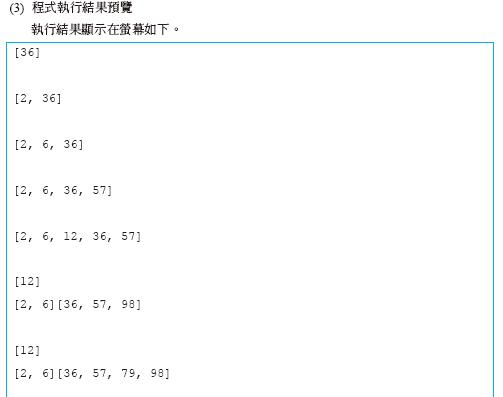 (3) 程式執行結果預覽
執行結果顯示在螢幕如下。
[36]
[2, 36]
[2, 6, 36]
[2, 6, 36, 57]
[2, 6, 12, 36, 57]
[12]
[2, 6][36, 57, 98]
[12]
[2, 6][36, 57, 79, 98]